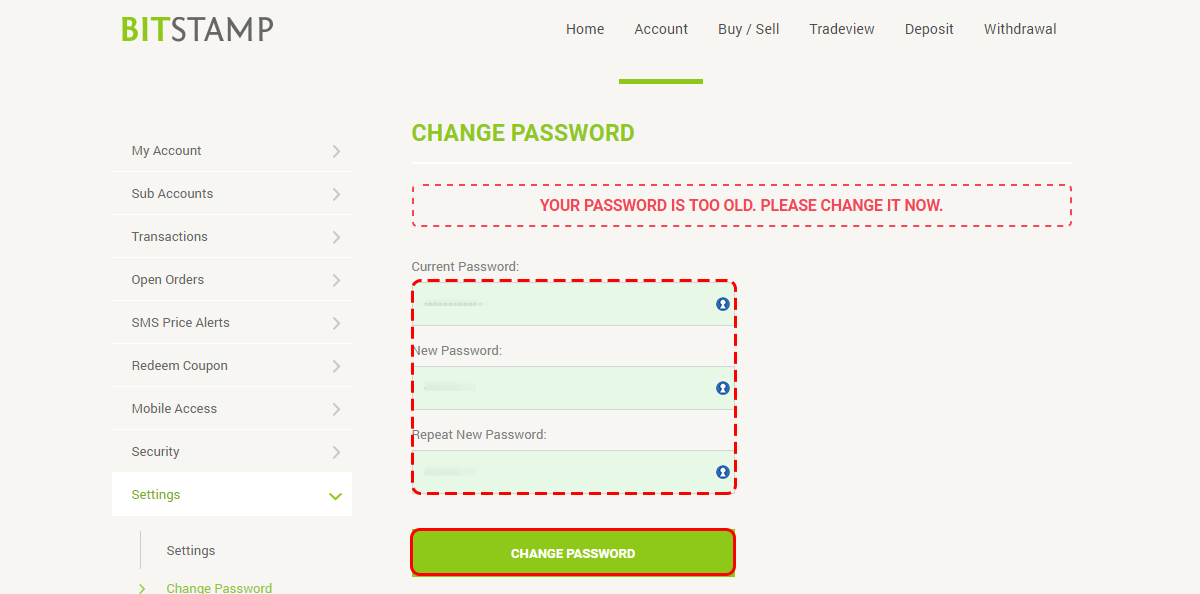 BITSTAMP
Home Account Buy / Sell Tradeview Deposit Withdrawal
My Account
Sub Accounts
Transactions
Open Orders
SMS Price Alerts
Redeem Coupon
Mobile Access
Security
Settings
Settings
Change Password
CHANGE PASSWORD
YOUR PASSWORD IS TOO OLD. PLEASE CHANGE IT NOW.
Current Password:
New Password:
Repeat New Password:
CHANGE PASSWORD